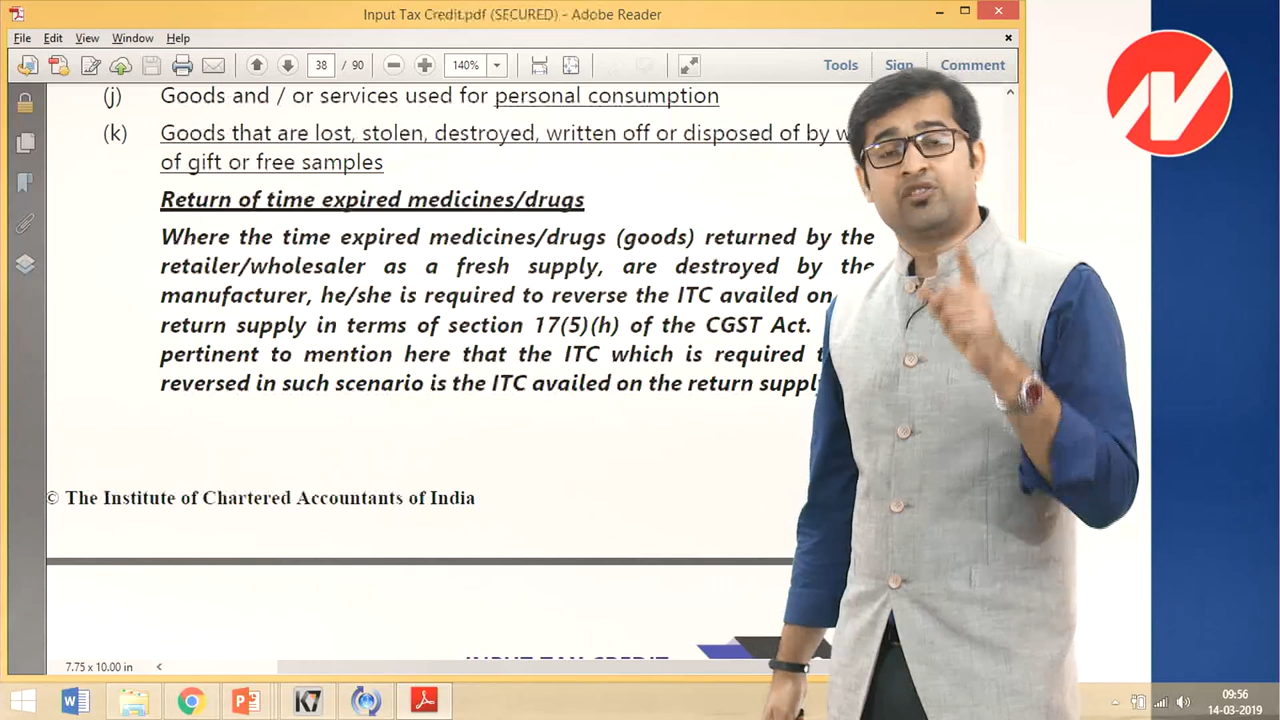 Input Tax Credit.pdf (SECURED) - Adobe Reader
File Edit View Window Help
38 / 90 140% Tools Sign Comment
(j) Goods and / or services used for personal consumption
(k) Goods that are lost, stolen, destroyed, written off or disposed of by
of gift or free samples
Return of time expired medicines/drugs
Where the time expired medicines/drugs (goods) returned by the
retailer/wholesaler as a fresh supply, are destroyed by the
manufacturer, he/she is required to reverse the ITC availed on
return supply in terms of section 17(5)(h) of the CGST Act.
pertinent to mention here that the ITC which is required
reversed in such scenario is the ITC availed on the return supply
© The Institute of Chartered Accountants of India
INPUT TAX CREDIT
7.75 x 10.00 in
K7
09:56
14-03-2019